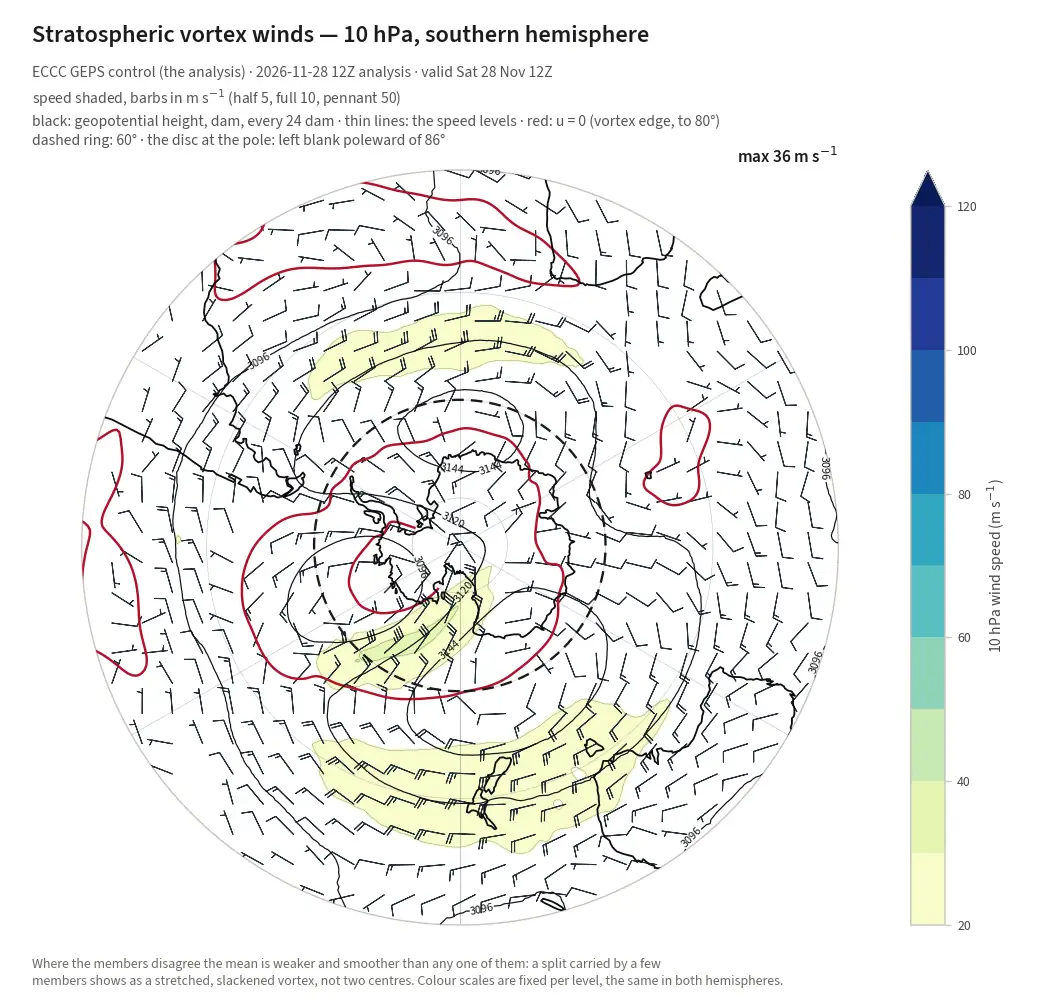 Stratospheric vortex winds — 10 hPa, southern hemisphere
ECCC GEPS control (the analysis) · 2026-11-28 12Z analysis · valid Sat 28 Nov 12Z
speed shaded, barbs in m s⁻¹ (half 5, full 10, pennant 50)
black: geopotential height, dam, every 24 dam · thin lines: the speed levels · red: u = 0 (vortex edge, to 80°)
dashed ring: 60° · the disc at the pole: left blank poleward of 86°
max 36 m s⁻¹
3096
3096
3096
3144
3144
3096
3120
3096
3120
3144
3096
3096
3096
120
100
80
60
40
20
10 hPa wind speed (m s⁻¹)
Where the members disagree the mean is weaker and smoother than any one of them: a split carried by a few
members shows as a stretched, slackened vortex, not two centres. Colour scales are fixed per level, the same in both hemispheres.